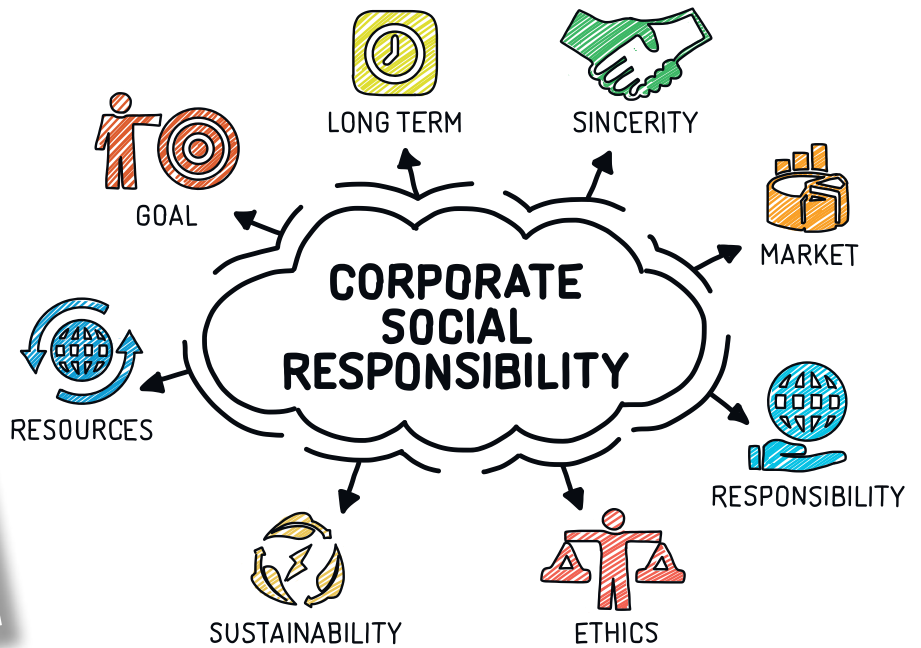 LONG TERM
SINCERITY
GOAL
MARKET
CORPORATE
SOCIAL
RESPONSIBILITY
RESOURCES
RESPONSIBILITY
SUSTAINABILITY
ETHICS